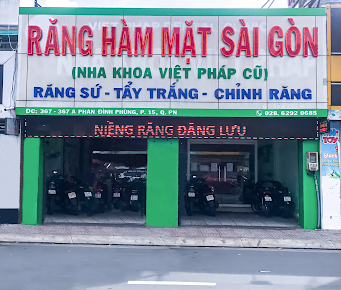 RĂNG HÀM MẶT SÀI GÒN
(NHA KHOA VIỆT PHÁP CŨ)
RĂNG SỨ - TẨY TRẮNG - CHỈNH RĂNG
ĐC: 367 - 367 A PHAN ĐÌNH PHÙNG, P. 15, Q. PN
028. 6292 0685
NIỀNG RĂNG ĐĂNG LƯU